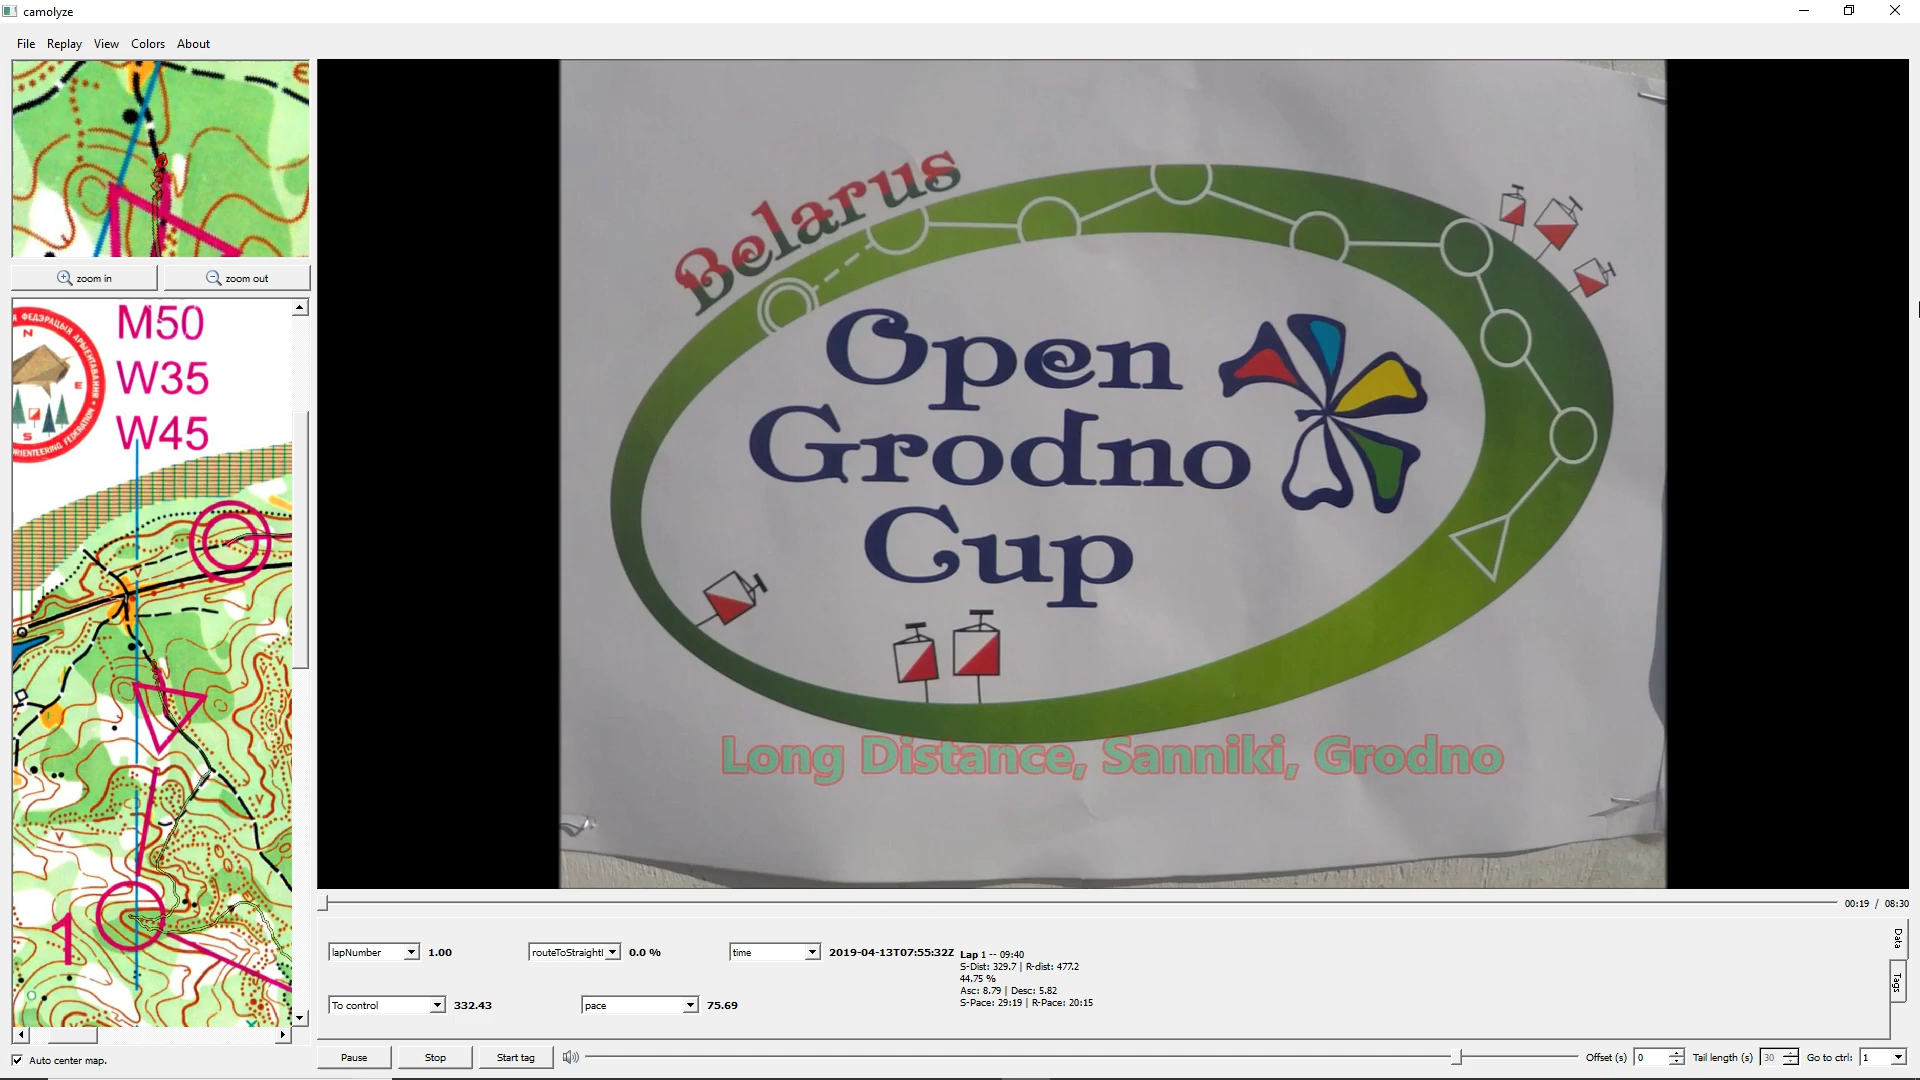 camolyze
File Replay View Colors About
zoom in
zoom out
M50
W35
W45
N
E
S
1
Belarus
Open
Grodno
Cup
Long Distance, Sanniki, Grodno
00:19 / 08:30
lapNumber 1.00
routeToStraightl 0.0 %
time 2019-04-13T07:55:32Z
Lap 1 -- 09:40
S-Dist: 329.7 | R-dist: 477.2
44.75 %
Asc: 8.79 | Desc: 5.82
S-Pace: 29:19 | R-Pace: 20:15
To control 332.43
pace 75.69
Data
Tags
Auto center map.
Pause
Stop
Start tag
Offset (s) 0
Tail length (s) 30
Go to ctrl: 1